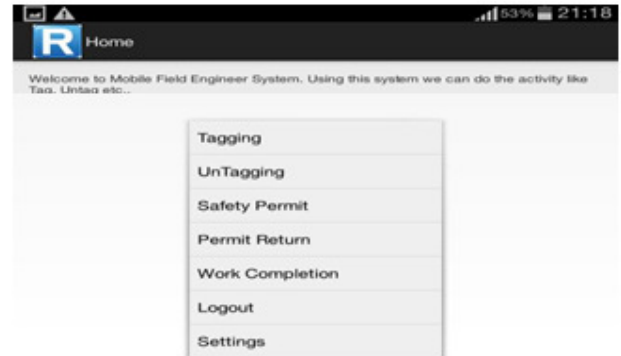 53% 21:18
R Home
Welcome to Mobile Field Engineer System. Using this system we can do the activity like
Tag, Untag etc..
Tagging
UnTagging
Safety Permit
Permit Return
Work Completion
Logout
Settings